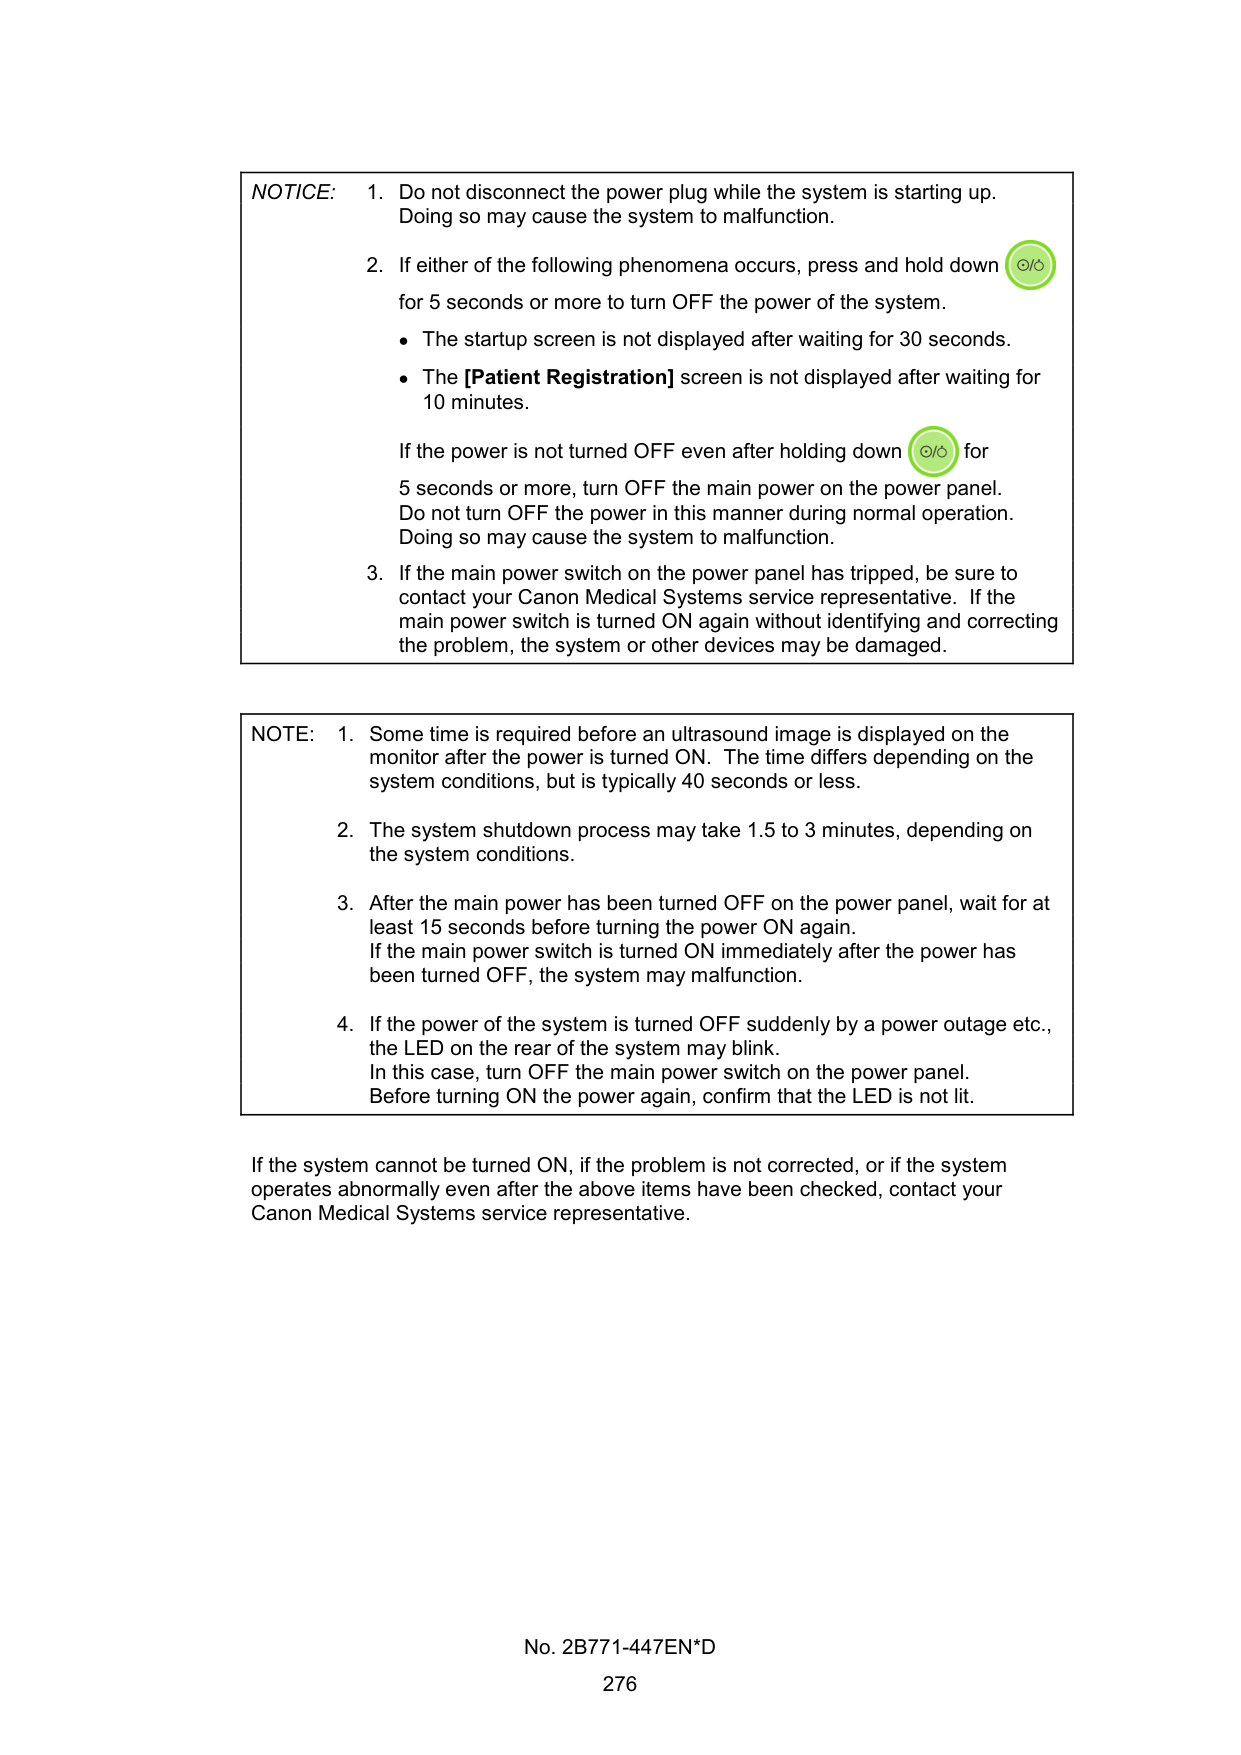 NOTICE: 1. Do not disconnect the power plug while the system is starting up.
Doing so may cause the system to malfunction.
2. If either of the following phenomena occurs, press and hold down
for 5 seconds or more to turn OFF the power of the system.
• The startup screen is not displayed after waiting for 30 seconds.
• The [Patient Registration] screen is not displayed after waiting for
10 minutes.
If the power is not turned OFF even after holding down for
5 seconds or more, turn OFF the main power on the power panel.
Do not turn OFF the power in this manner during normal operation.
Doing so may cause the system to malfunction.
3. If the main power switch on the power panel has tripped, be sure to
contact your Canon Medical Systems service representative. If the
main power switch is turned ON again without identifying and correcting
the problem, the system or other devices may be damaged.
NOTE: 1. Some time is required before an ultrasound image is displayed on the
monitor after the power is turned ON. The time differs depending on the
system conditions, but is typically 40 seconds or less.
2. The system shutdown process may take 1.5 to 3 minutes, depending on
the system conditions.
3. After the main power has been turned OFF on the power panel, wait for at
least 15 seconds before turning the power ON again.
If the main power switch is turned ON immediately after the power has
been turned OFF, the system may malfunction.
4. If the power of the system is turned OFF suddenly by a power outage etc.,
the LED on the rear of the system may blink.
In this case, turn OFF the main power switch on the power panel.
Before turning ON the power again, confirm that the LED is not lit.
If the system cannot be turned ON, if the problem is not corrected, or if the system
operates abnormally even after the above items have been checked, contact your
Canon Medical Systems service representative.
No. 2B771-447EN*D
276